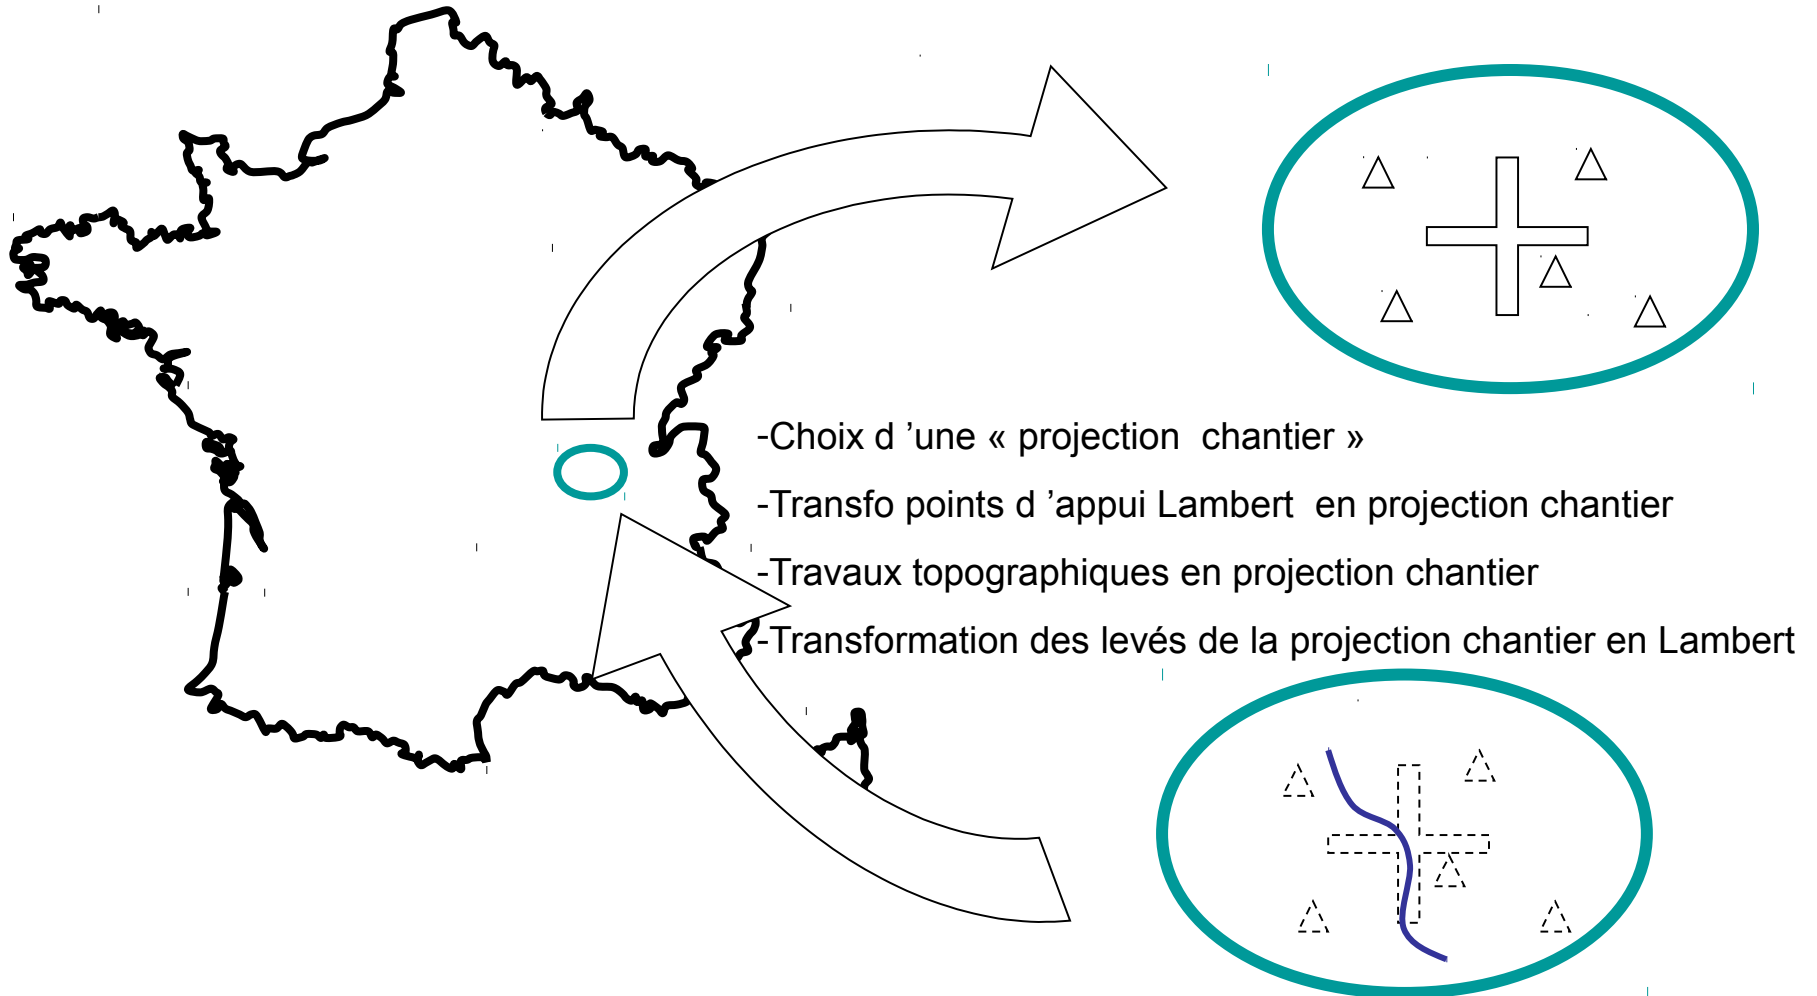 -Choix d ’une « projection  chantier »
-Transfo points d ’appui Lambert  en projection chantier
-Travaux topographiques en projection chantier
-Transformation des levés de la projection chantier en Lambert